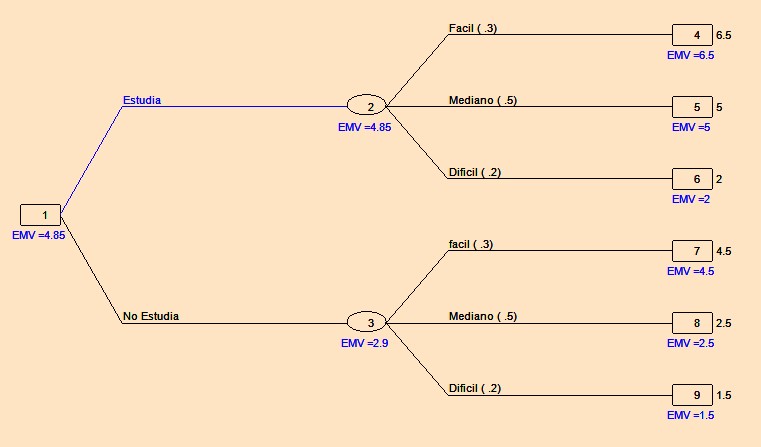 Facil ( .3)
4 6.5
EMV =6.5
Estudia
2
EMV =4.85
Mediano ( .5)
5 5
EMV =5
Dificil ( .2)
6 2
EMV =2
1
EMV =4.85
facil ( .3)
7 4.5
EMV =4.5
No Estudia
3
EMV =2.9
Mediano ( .5)
8 2.5
EMV =2.5
Dificil ( .2)
9 1.5
EMV =1.5